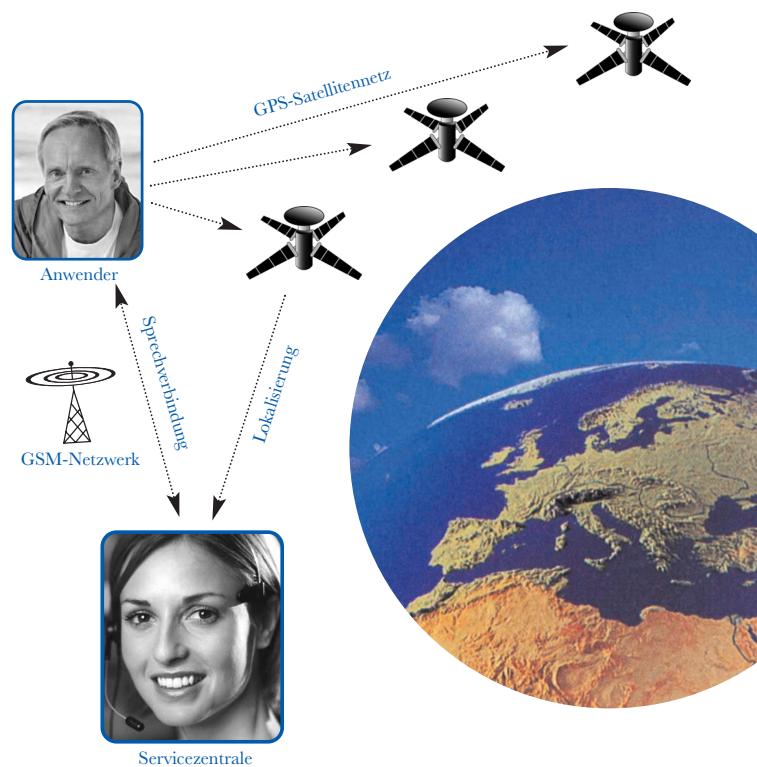 GPS-Satellitennetz
Anwender
Sprechverbindung
Lokalisierung
GSM-Netzwerk
Servicezentrale